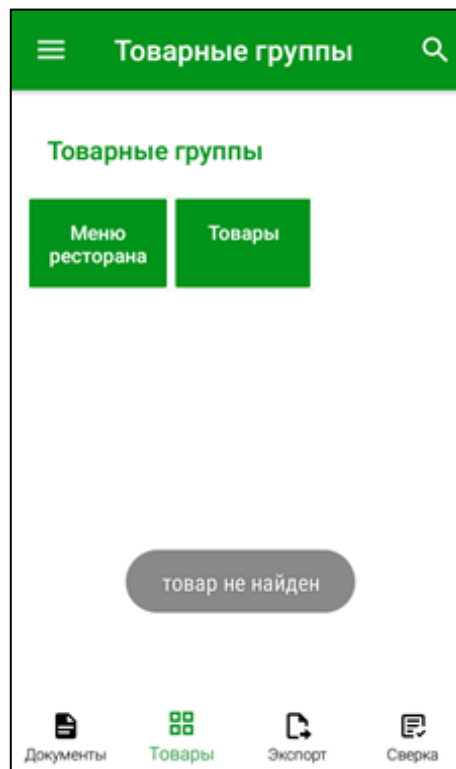 Товарные группы
Товарные группы
Меню
ресторана
Товары
товар не найден
Документы
Товары
Экспорт
Сверка